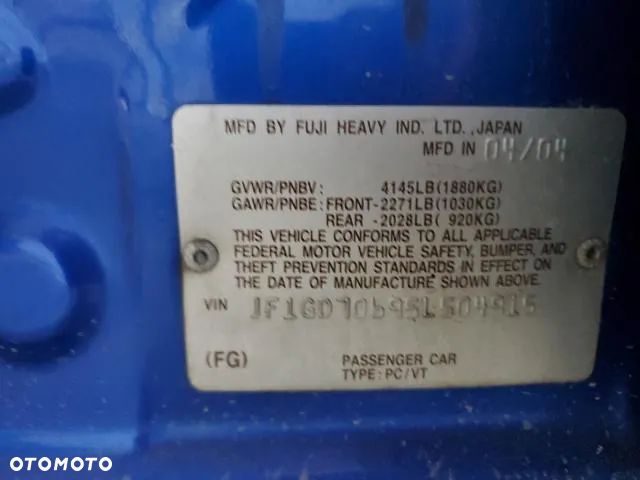 MFD BY FUJI HEAVY IND. LTD.,JAPAN
MFD IN 04/04
GVWR/PNBV: 4145LB(1880KG)
GAWR/PNBE:FRONT-2271LB(1030KG)
REAR -2028LB( 920KG)
THIS VEHICLE CONFORMS TO ALL APPLICABLE
FEDERAL MOTOR VEHICLE SAFETY, BUMPER, AND
THEFT PREVENTION STANDARDS IN EFFECT ON
THE DATE OF MANUFACTURE SHOWN ABOVE.
VIN
(FG) PASSENGER CAR
TYPE:PC/VT
OTOMOTO